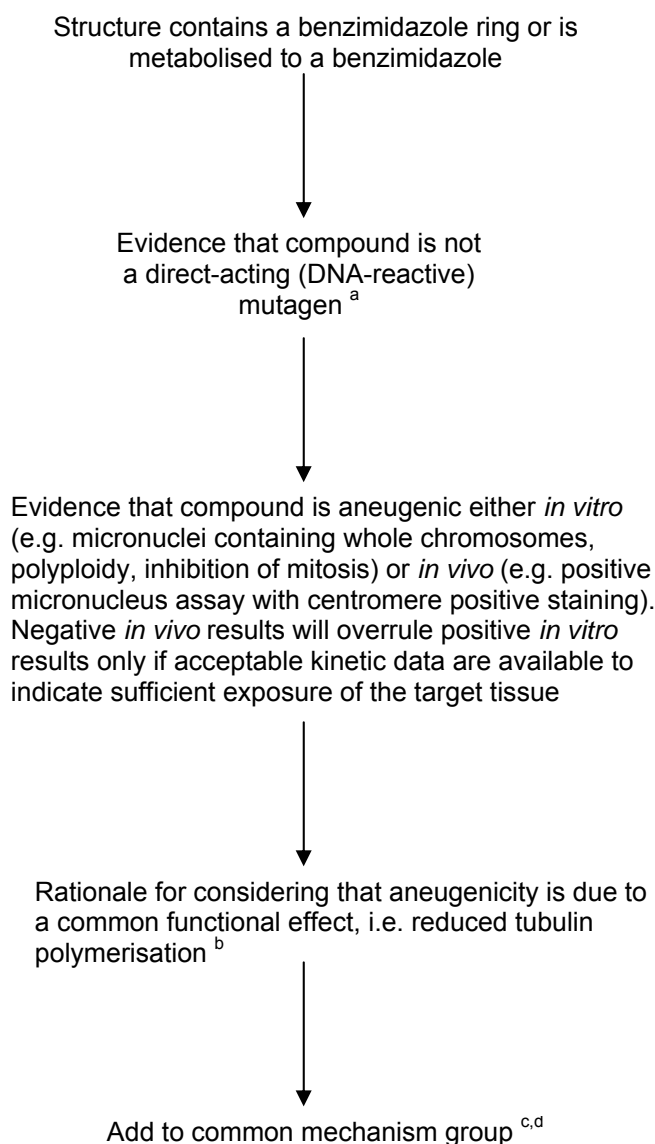 Structure contains a benzimidazole ring or is
metabolised to a benzimidazole
Evidence that compound is not
a direct-acting (DNA-reactive)
mutagen a
Evidence that compound is aneugenic either in vitro
(e.g. micronuclei containing whole chromosomes,
polyploidy, inhibition of mitosis) or in vivo (e.g. positive
micronucleus assay with centromere positive staining).
Negative in vivo results will overrule positive in vitro
results only if acceptable kinetic data are available to
indicate sufficient exposure of the target tissue
Rationale for considering that aneugenicity is due to
a common functional effect, i.e. reduced tubulin
polymerisation b
Add to common mechanism group c,d